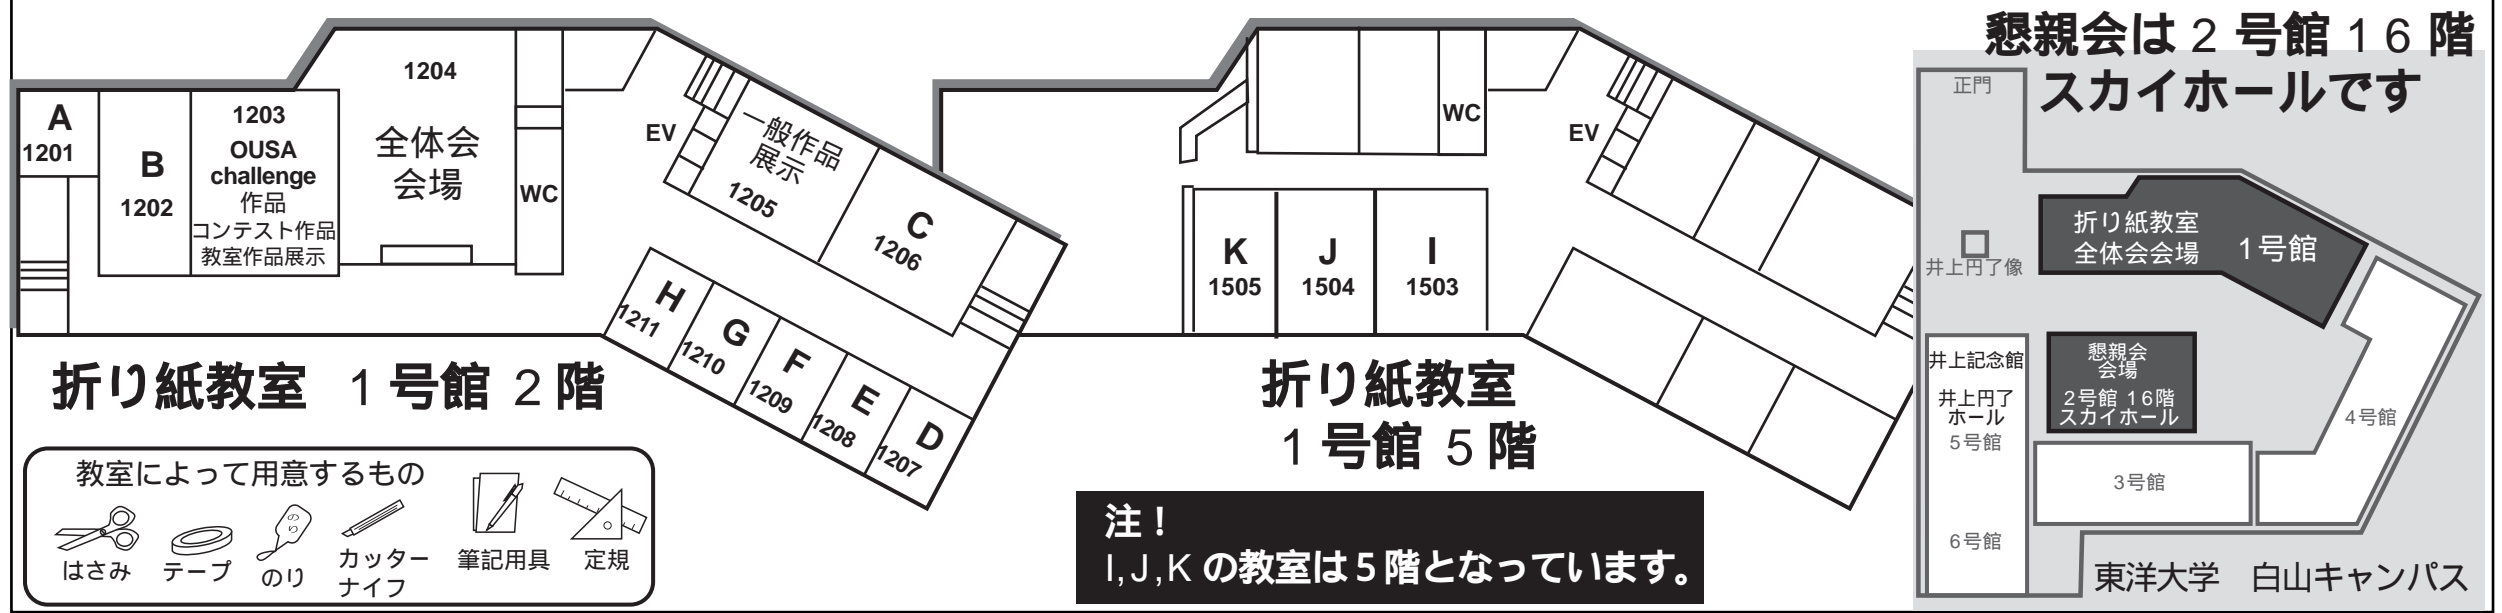 A
1201
B
1202
1203
OUSA
challenge
作品
コンテスト作品
教室作品展示
1204
全体会
会場
WC
EV
一般作品
展示
1205
C
1206
H
1211
G
1210
F
1209
E
1208
D
1207
折り紙教室 1号館 2階
教室によって用意するもの
はさみ
テープ
のり
のり
カッター
ナイフ
筆記用具
定規
WC
EV
K
1505
J
1504
I
1503
折り紙教室
1号館 5階
注！
I,J,Kの教室は5階となっています。
懇親会は2号館16階
スカイホールです
正門
井上円了像
折り紙教室
全体会会場
1号館
井上記念館
井上円了
ホール
5号館
6号館
懇親会
会場
2号館 16階
スカイホール
3号館
4号館
東洋大学 白山キャンパス